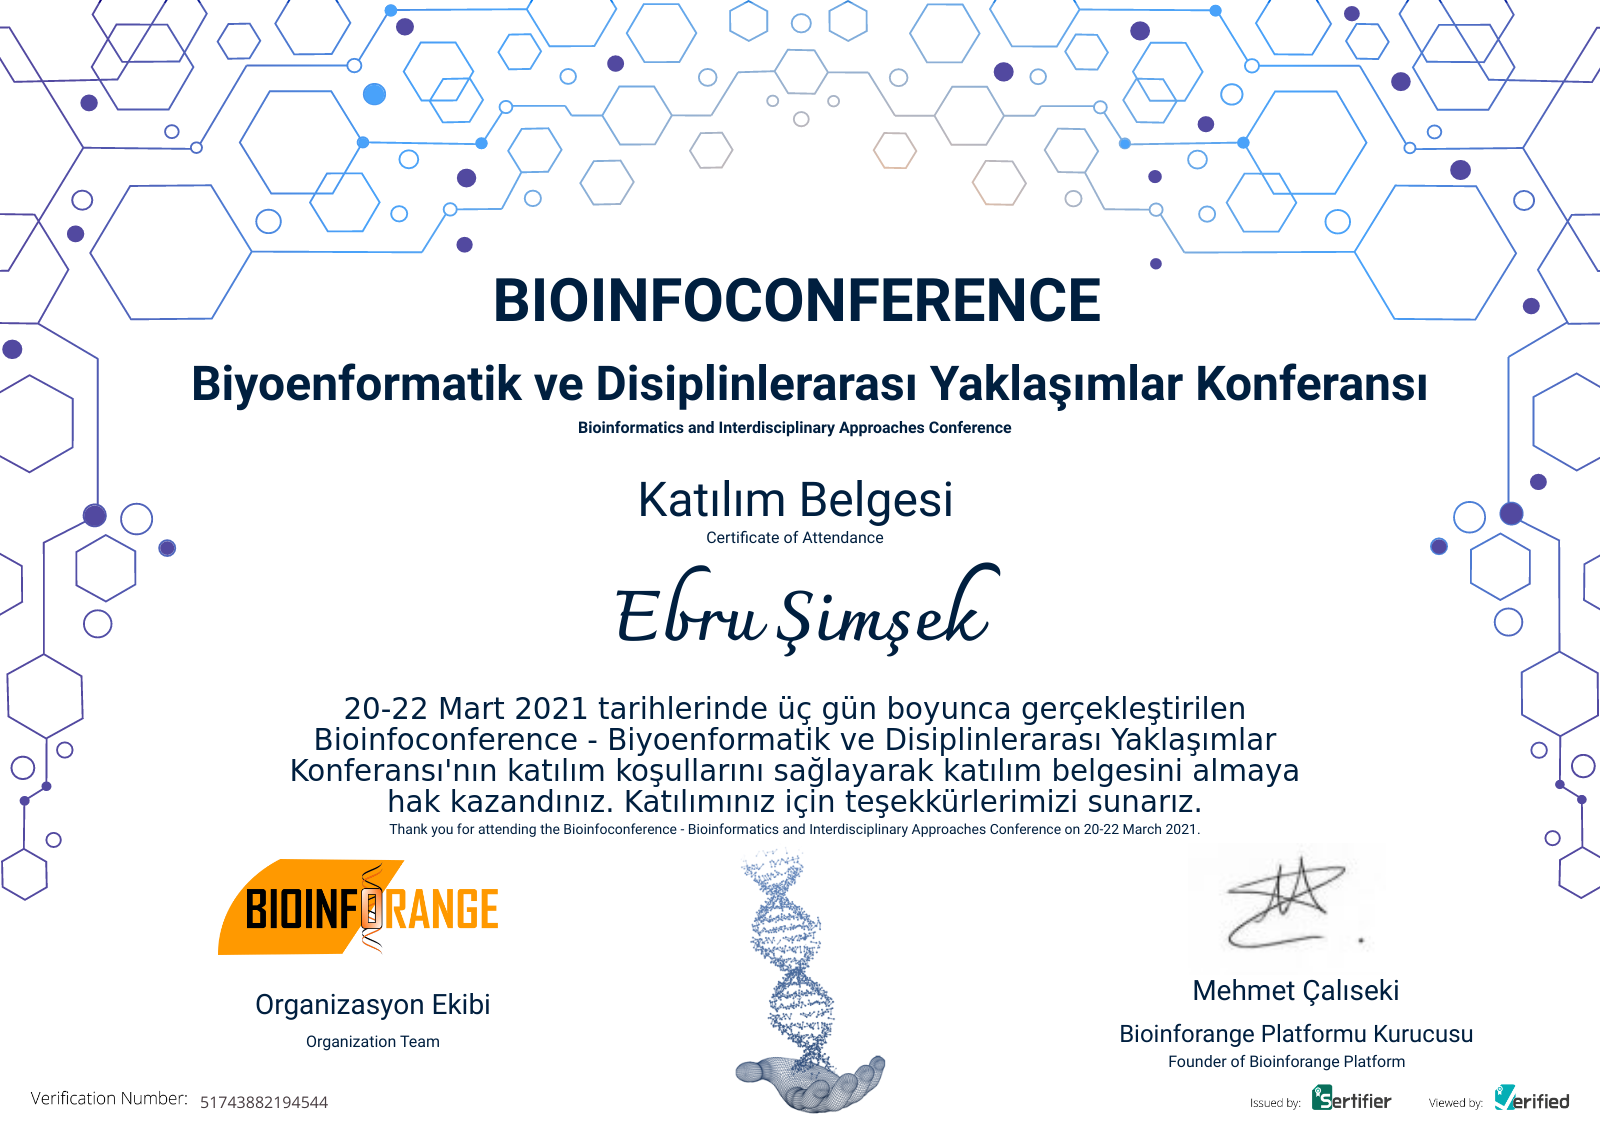 BIOINFOCONFERENCE
Biyoenformatik ve Disiplinlerarası Yaklaşımlar Konferansı
Bioinformatics and Interdisciplinary Approaches Conference
Katılım Belgesi
Certificate of Attendance
Ebru Şimşek
20-22 Mart 2021 tarihlerinde üç gün boyunca gerçekleştirilen
Bioinfoconference - Biyoenformatik ve Disiplinlerarası Yaklaşımlar
Konferansı'nın katılım koşullarını sağlayarak katılım belgesini almaya
hak kazandınız. Katılımınız için teşekkürlerimizi sunarız.
Thank you for attending the Bioinfoconference - Bioinformatics and Interdisciplinary Approaches Conference on 20-22 March 2021.
BIOINFORANGE
Organizasyon Ekibi
Organization Team
Mehmet Çalıseki
Bioinforange Platformu Kurucusu
Founder of Bioinforange Platform
Verification Number: 51743882194544
Issued by: Sertifier
Viewed by: Verified